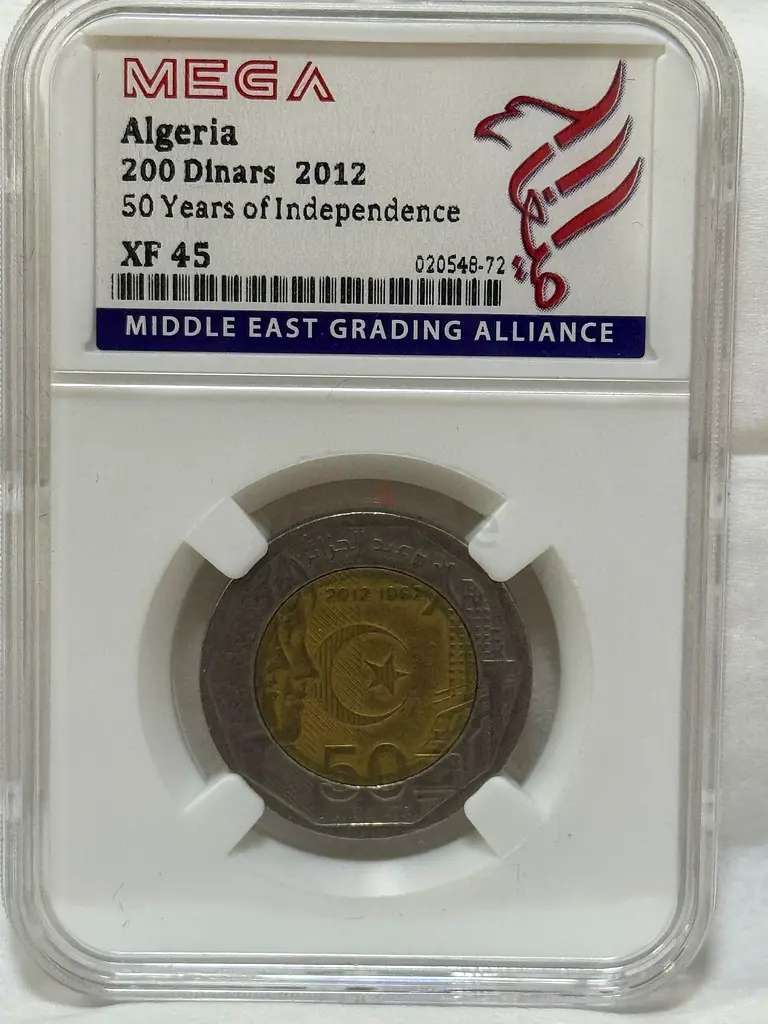 MEGA
Algeria
200 Dinars 2012
50 Years of Independence
XF 45
020548-72
MIDDLE EAST GRADING ALLIANCE
2012 1962
50